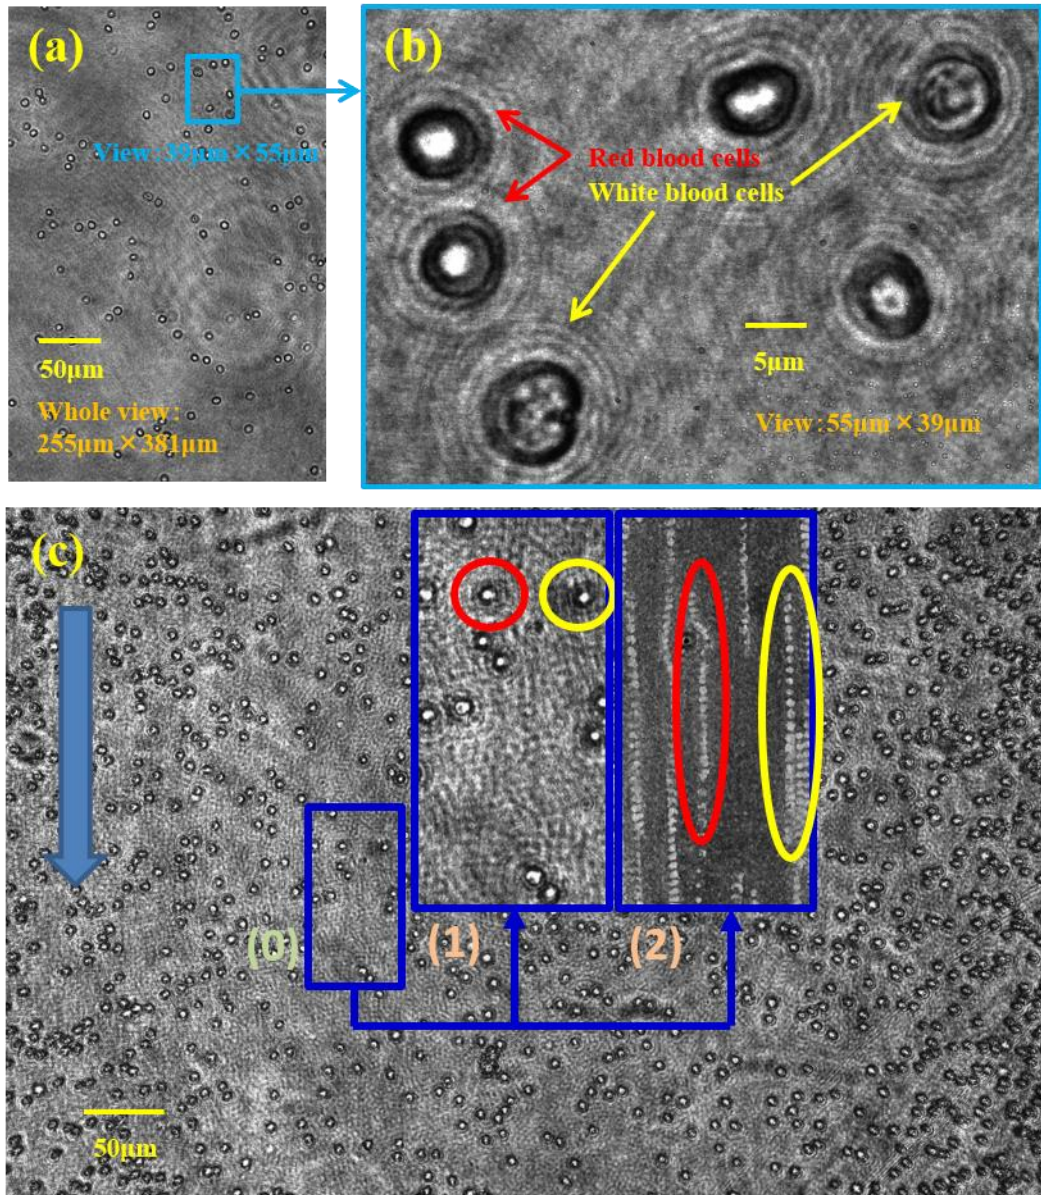 (a)
View:39μm×55μm
50μm
Whole view:
255μm×381μm
(b)
Red blood cells
White blood cells
5μm
View:55μm×39μm
(c)
(0)
(1)
(2)
50μm